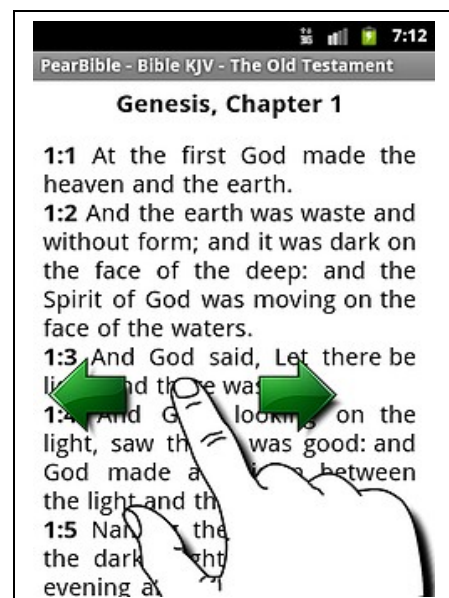 7:12
PearBible - Bible KJV - The Old Testament
Genesis, Chapter 1
1:1 At the first God made the
heaven and the earth.
1:2 And the earth was waste and
without form; and it was dark on
the face of the deep: and the
Spirit of God was moving on the
face of the waters.
1:3 And God said, Let there be
was
on the
light, saw was good: and
God made between
the light and
1:5 the
the
evening